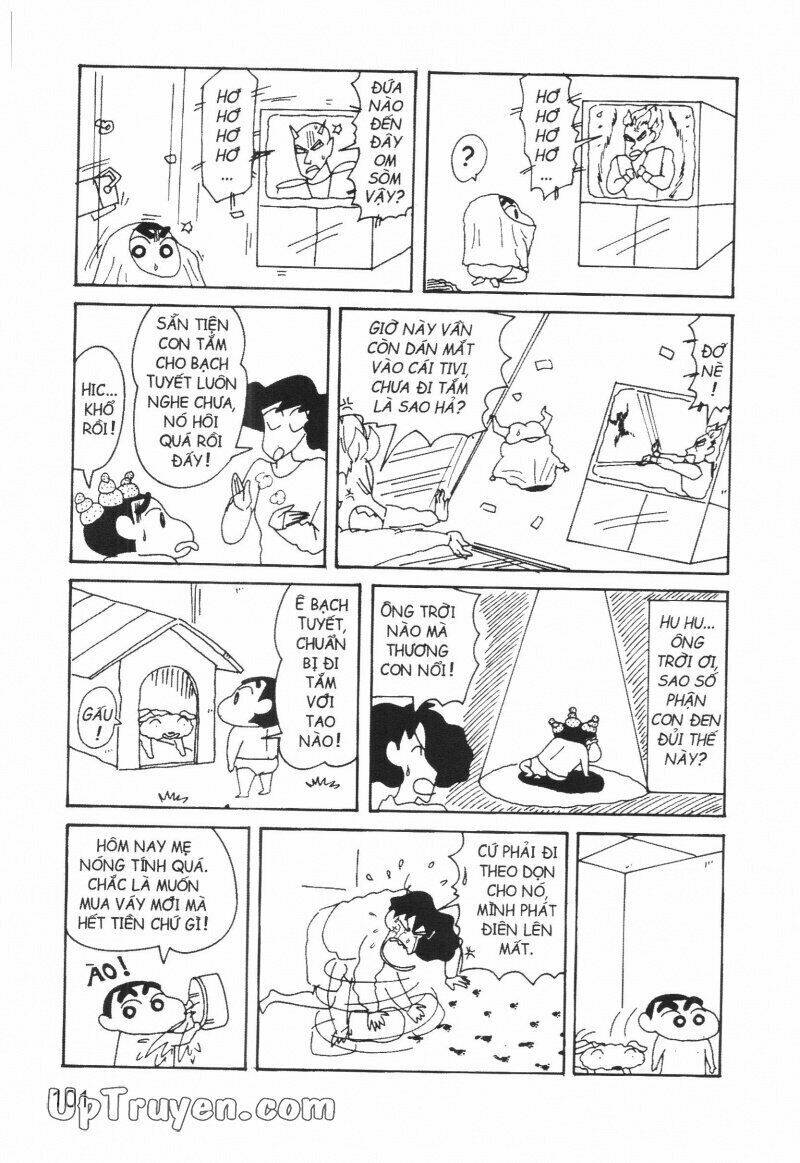 HƠ
HƠ
HƠ
HƠ
...
?
ĐỨA
NÀO
ĐẾN
ĐÂY
OM
SÒM
VẬY?
HƠ
HƠ
HƠ
HƠ
...
ĐỠ
NÈ
!
GIỜ NÀY VẪN
CÒN DÁN MẮT
VÀO CÁI TIVI,
CHƯA ĐI TẮM
LÀ SAO HẢ?
SẴN TIỆN
CON TẮM
CHO BẠCH
TUYẾT LUÔN
NGHE CHƯA,
NÓ HÔI
QUÁ RỒI
ĐẤY!
HIC...
KHỔ
RỒI!
HU HU...
ÔNG
TRỜI ƠI,
SAO SỐ
PHẬN
CON ĐEN
ĐỦI THẾ
NÀY?
ÔNG TRỜI
NÀO MÀ
THƯƠNG
CON NỔI!
Ê BẠCH
TUYẾT,
CHUẨN
BỊ ĐI
TẮM
VỚI
TAO
NÀO!
GẤU
!
CỨ PHẢI ĐI
THEO DỌN
CHO NÓ,
MÌNH PHÁT
ĐIÊN LÊN
MẤT.
HÔM NAY MẸ
NÓNG TÍNH QUÁ.
CHẮC LÀ MUỐN
MUA VÁY MỚI MÀ
HẾT TIỀN CHỨ GÌ!
ÀO!
UpTruyen.com